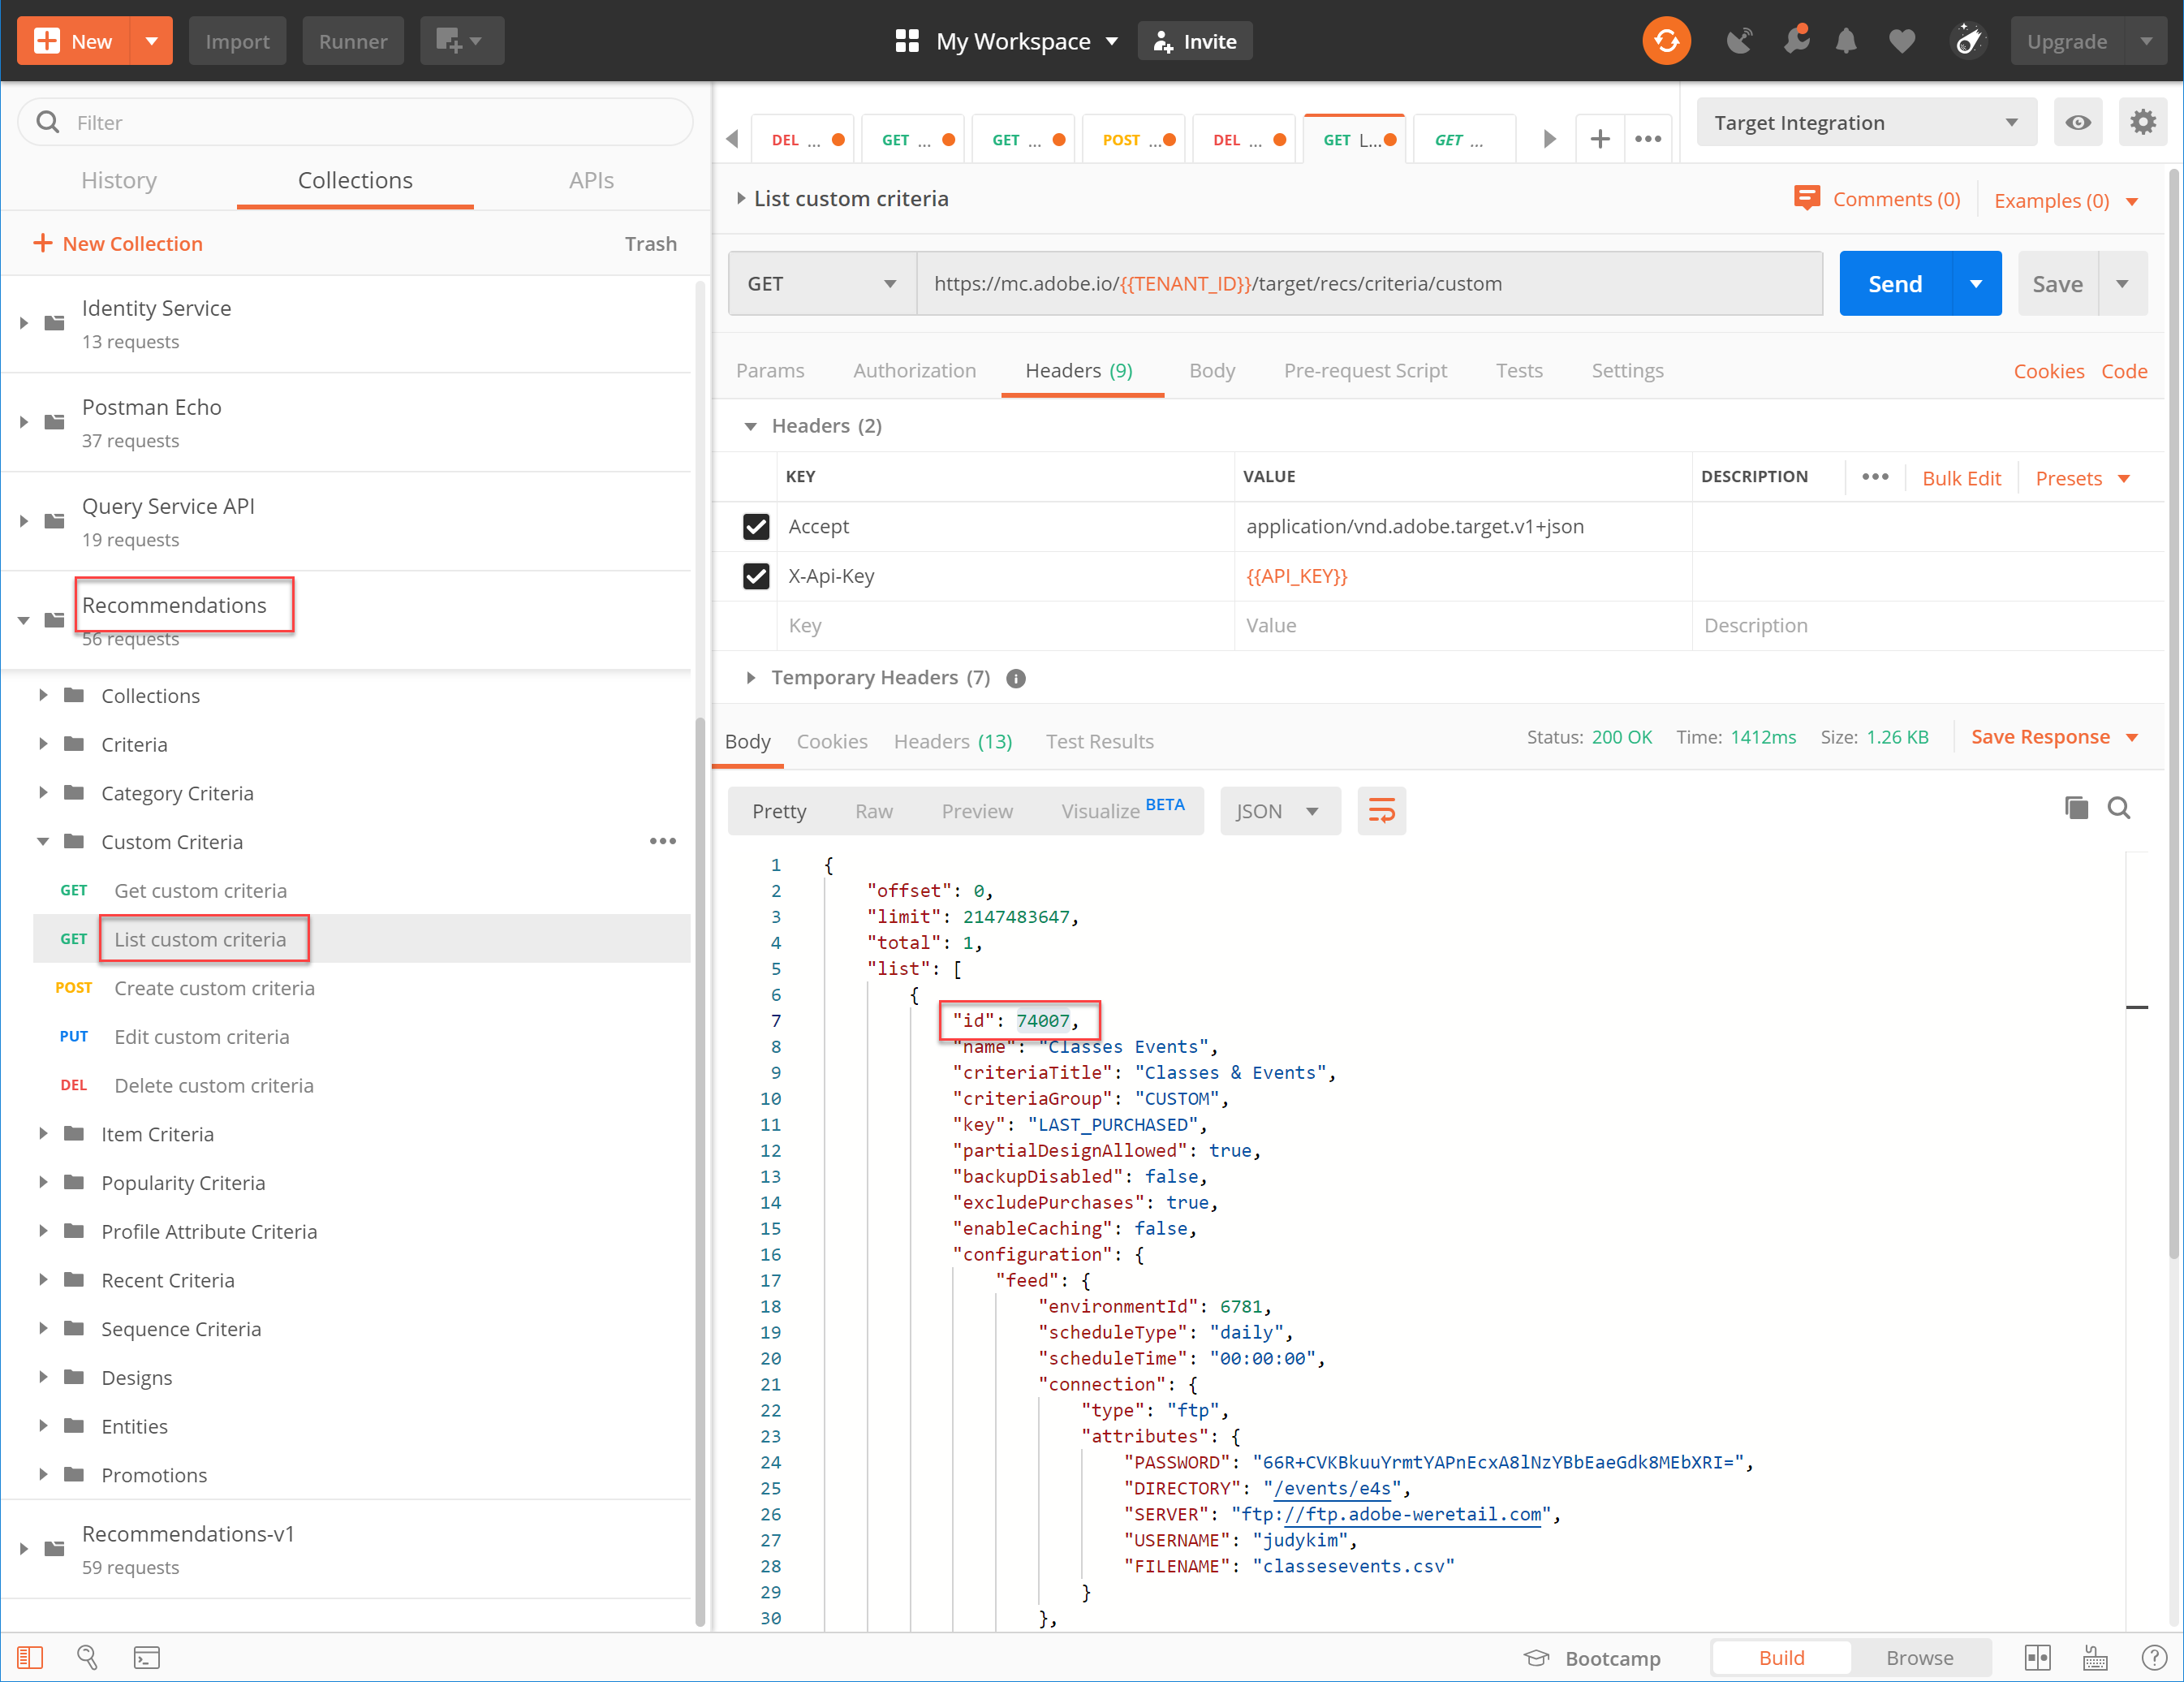 New
Import
Runner
My Workspace
Invite
Upgrade
Filter
History
Collections
APIs
New Collection
Trash
Identity Service
13 requests
Postman Echo
37 requests
Query Service API
19 requests
Recommendations
56 requests
Collections
Criteria
Category Criteria
Custom Criteria
GET Get custom criteria
GET List custom criteria
POST Create custom criteria
PUT Edit custom criteria
DEL Delete custom criteria
Item Criteria
Popularity Criteria
Profile Attribute Criteria
Recent Criteria
Sequence Criteria
Designs
Entities
Promotions
Recommendations-v1
59 requests
DEL ...
GET ...
GET ...
POST ...
DEL ...
GET L...
GET ...
Target Integration
List custom criteria
Comments (0)
Examples (0)
GET
https://mc.adobe.io/{{TENANT_ID}}/target/recs/criteria/custom
Send
Save
Params
Authorization
Headers (9)
Body
Pre-request Script
Tests
Settings
Cookies
Code
Headers (2)
KEY VALUE DESCRIPTION
Bulk Edit
Presets
Accept application/vnd.adobe.target.v1+json
X-Api-Key {{API_KEY}}
Key Value Description
Temporary Headers (7)
Body
Cookies
Headers (13)
Test Results
Status: 200 OK
Time: 1412ms
Size: 1.26 KB
Save Response
Pretty
Raw
Preview
Visualize BETA
JSON
1 {
2 "offset": 0,
3 "limit": 2147483647,
4 "total": 1,
5 "list": [
6 {
7 "id": 74007,
8 "name": "Classes Events",
9 "criteriaTitle": "Classes & Events",
10 "criteriaGroup": "CUSTOM",
11 "key": "LAST_PURCHASED",
12 "partialDesignAllowed": true,
13 "backupDisabled": false,
14 "excludePurchases": true,
15 "enableCaching": false,
16 "configuration": {
17 "feed": {
18 "environmentId": 6781,
19 "scheduleType": "daily",
20 "scheduleTime": "00:00:00",
21 "connection": {
22 "type": "ftp",
23 "attributes": {
24 "PASSWORD": "66R+CVKBkuuYrmtYAPnEcxA8lNzYBbEaeGdk8MEbXRI=",
25 "DIRECTORY": "/events/e4s",
26 "SERVER": "ftp://ftp.adobe-weretail.com",
27 "USERNAME": "judykim",
28 "FILENAME": "classesevents.csv"
29 }
30 },
Bootcamp
Build
Browse